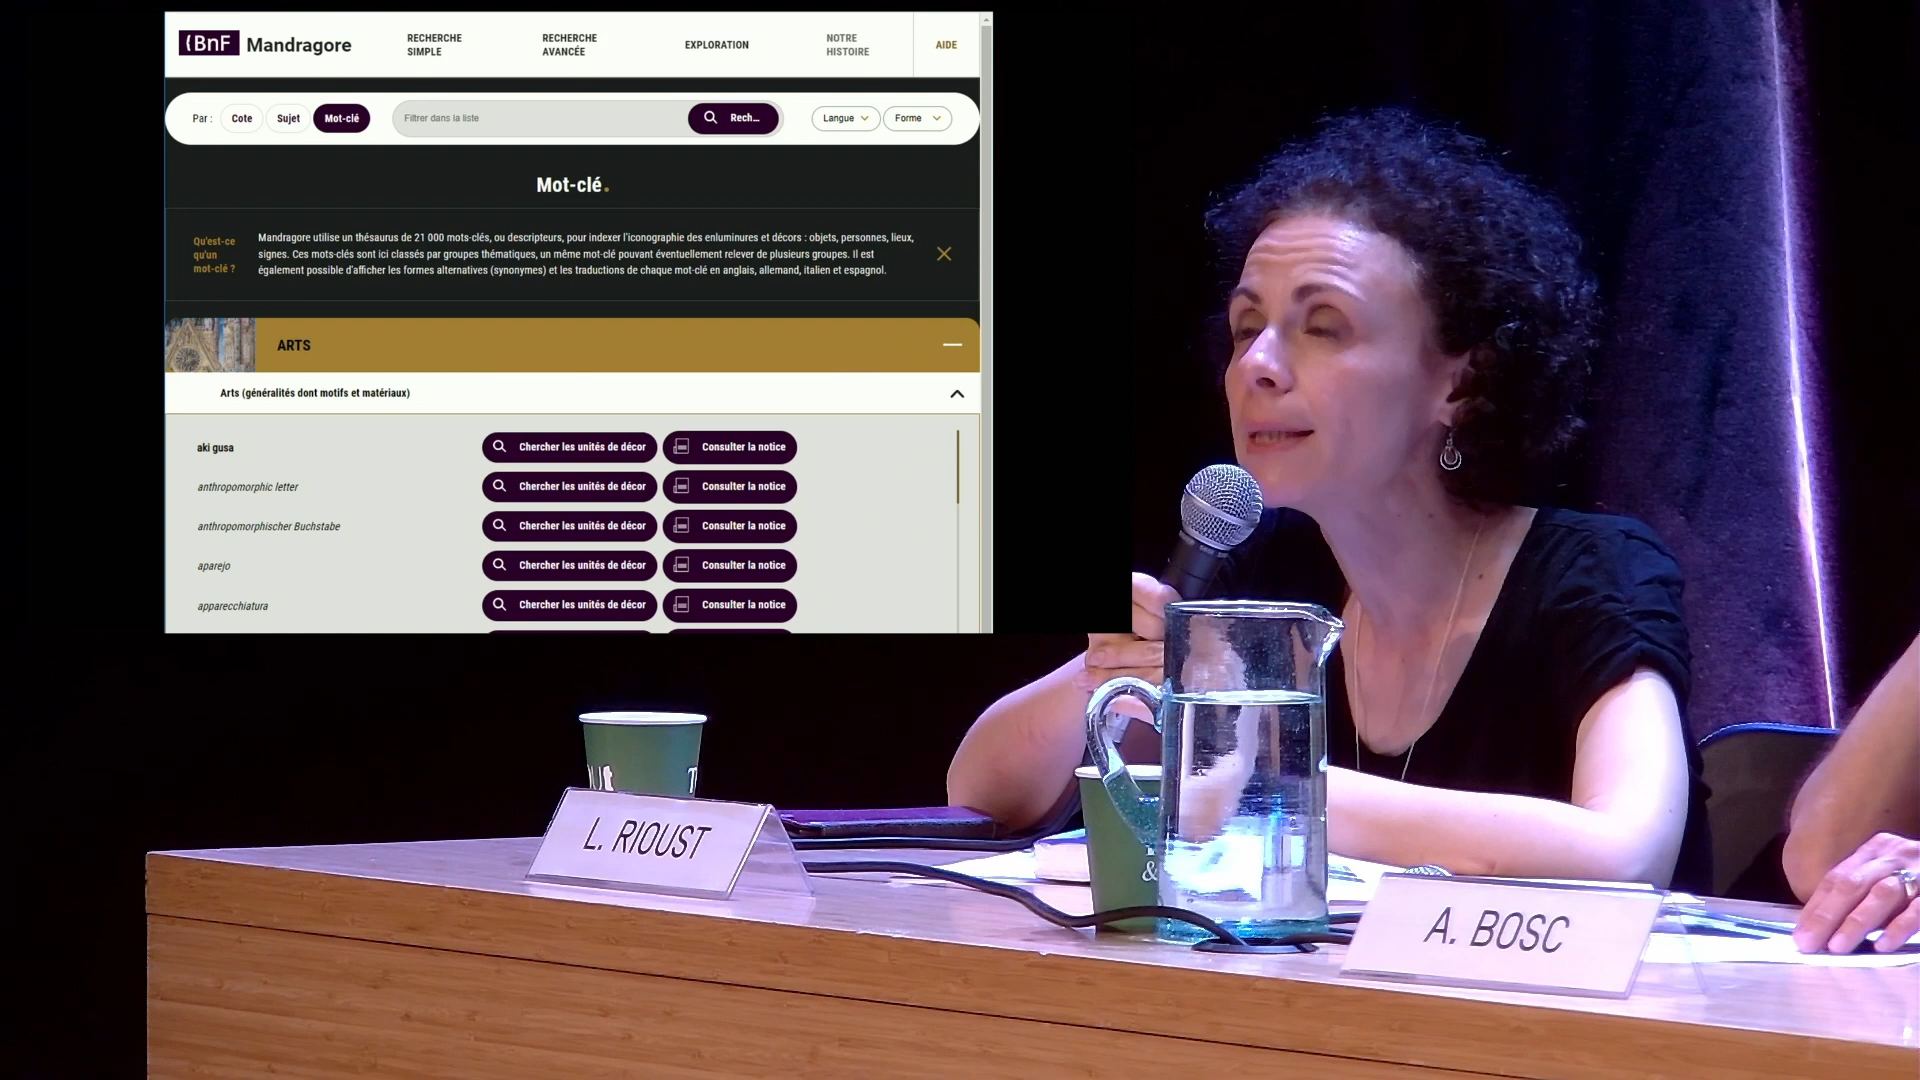 (BnF Mandragore
RECHERCHE
SIMPLE
RECHERCHE
AVANCÉE
EXPLORATION
NOTRE
HISTOIRE
AIDE
Par :
Cote
Sujet
Mot-clé
Filtrer dans la liste
Rech...
Langue
Forme
Mot-clé.
Qu'est-ce
qu'un
mot-clé ?
Mandragore utilise un thésaurus de 21 000 mots-clés, ou descripteurs, pour indexer l'iconographie des enluminures et décors : objets, personnes, lieux,
signes. Ces mots-clés sont ici classés par groupes thématiques, un même mot-clé pouvant éventuellement relever de plusieurs groupes. Il est
également possible d'afficher les formes alternatives (synonymes) et les traductions de chaque mot-clé en anglais, allemand, italien et espagnol.
ARTS
Arts (généralités dont motifs et matériaux)
aki gusa
Chercher les unités de décor
Consulter la notice
anthropomorphic letter
Chercher les unités de décor
Consulter la notice
anthropomorphischer Buchstabe
Chercher les unités de décor
Consulter la notice
aparejo
Chercher les unités de décor
Consulter la notice
apparecchiatura
Chercher les unités de décor
Consulter la notice
L. RIOUST
&
A. BOSC